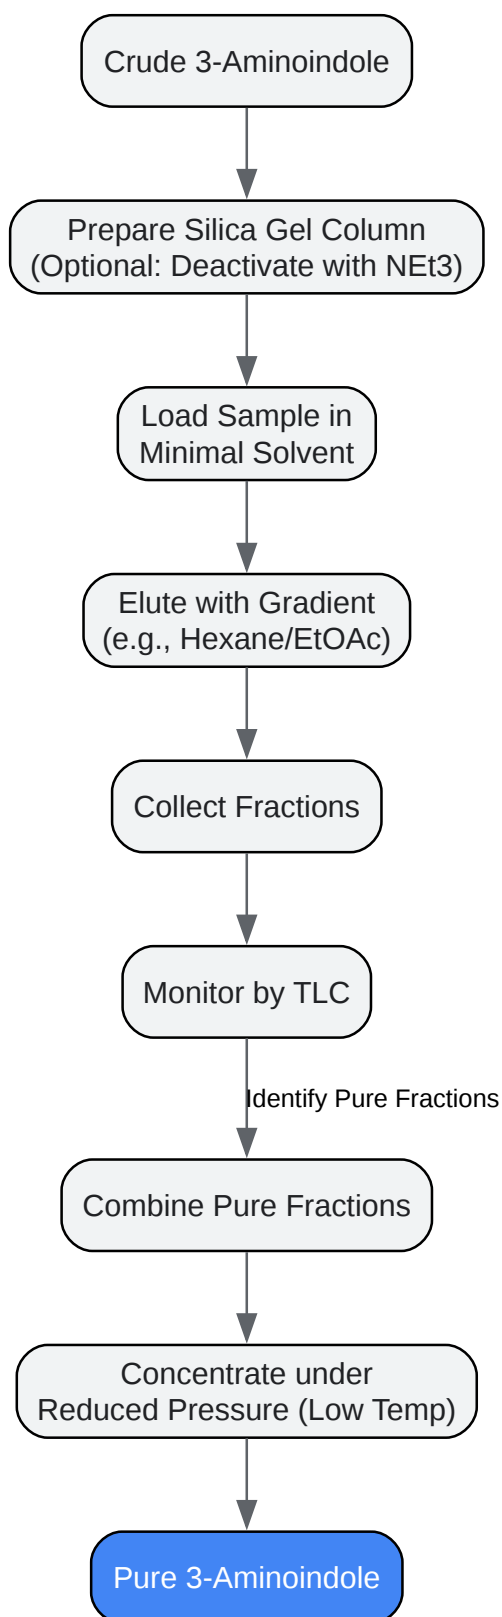 Crude 3-Aminoindole
Prepare Silica Gel Column
(Optional: Deactivate with NEt3)
Load Sample in
Minimal Solvent
Elute with Gradient
(e.g., Hexane/EtOAc)
Collect Fractions
Monitor by TLC
Identify Pure Fractions
Combine Pure Fractions
Concentrate under
Reduced Pressure (Low Temp)
Pure 3-Aminoindole